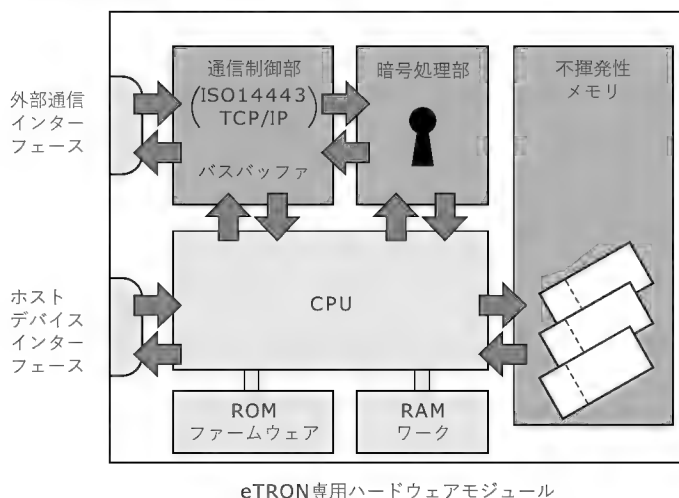 外部通信
インター
フェース
通信制御部
(ISO14443
TCP/IP)
バスバッファ
暗号処理部
不揮発性
メモリ
ホスト
デバイス
インター
フェース
CPU
ROM
ファームウェア
RAM
ワーク
eTRON専用ハードウェアモジュール